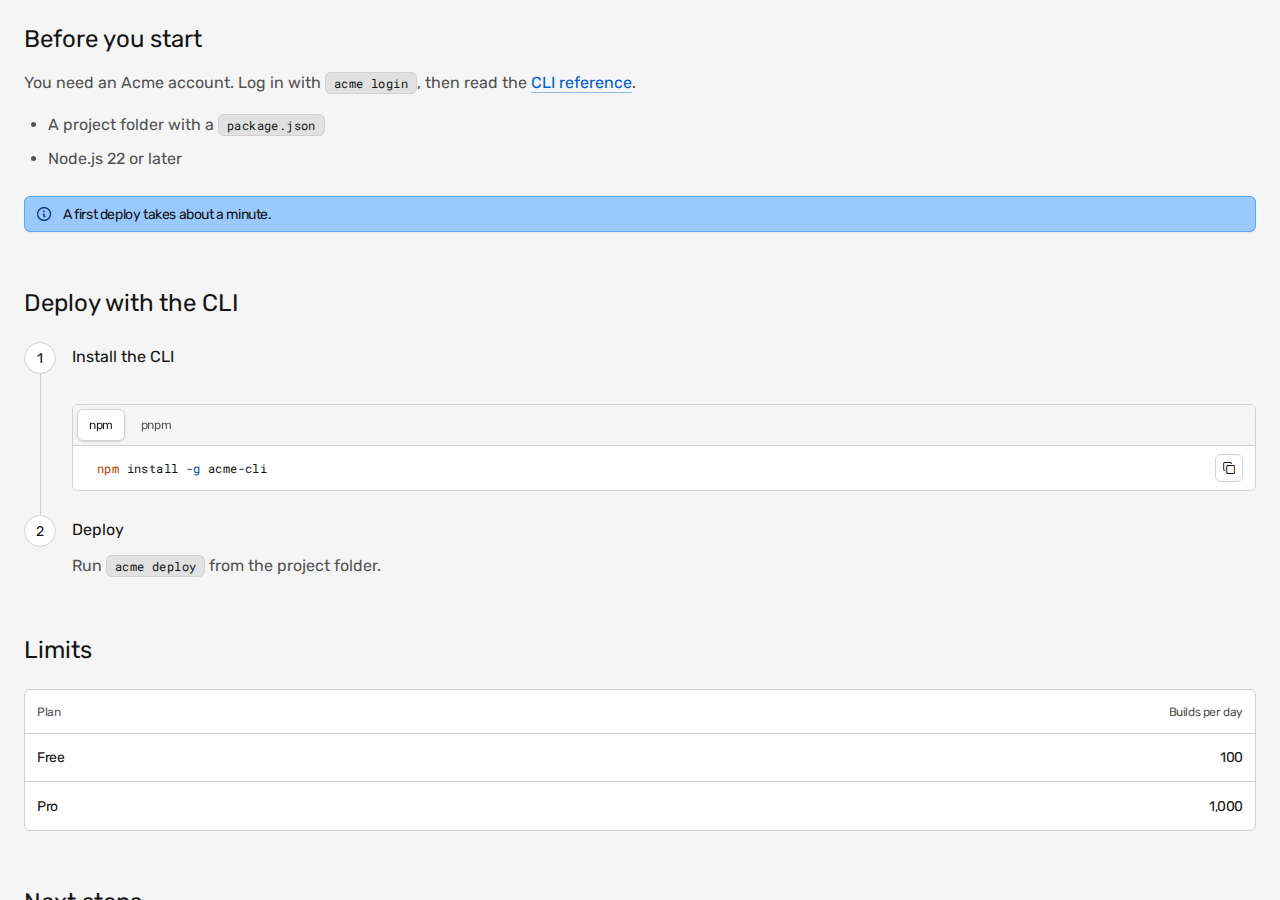 Before you start
You need an Acme account. Log in with acme login, then read the CLI reference.
A project folder with a package.json
Node.js 22 or later
A first deploy takes about a minute.
Deploy with the CLI
1 Install the CLI
npm pnpm
npm install -g acme-cli
2 Deploy
Run acme deploy from the project folder.
Limits
Plan Builds per day
Free 100
Pro 1,000
Next steps